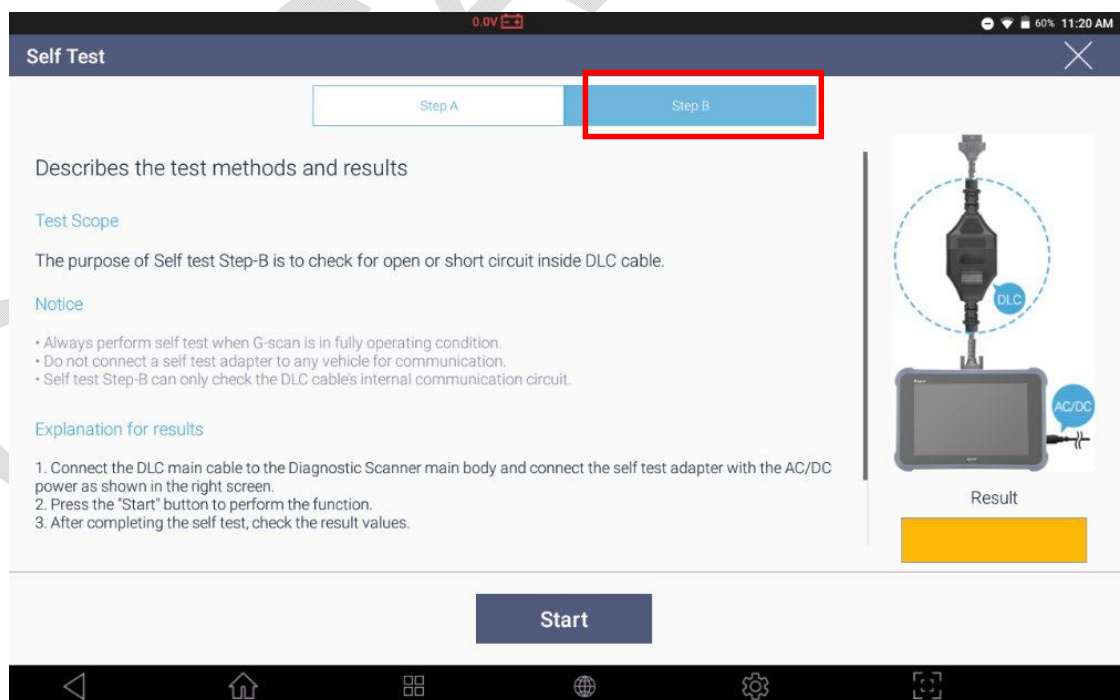 0.0V
60% 11:20 AM
Self Test
Step A
Step B
Describes the test methods and results
Test Scope
The purpose of Self test Step-B is to check for open or short circuit inside DLC cable.
Notice
• Always perform self test when G-scan is in fully operating condition.
• Do not connect a self test adapter to any vehicle for communication.
• Self test Step-B can only check the DLC cable's internal communication circuit.
Explanation for results
1. Connect the DLC main cable to the Diagnostic Scanner main body and connect the self test adapter with the AC/DC
power as shown in the right screen.
2. Press the "Start" button to perform the function.
3. After completing the self test, check the result values.
DLC
AC/DC
Result
Start